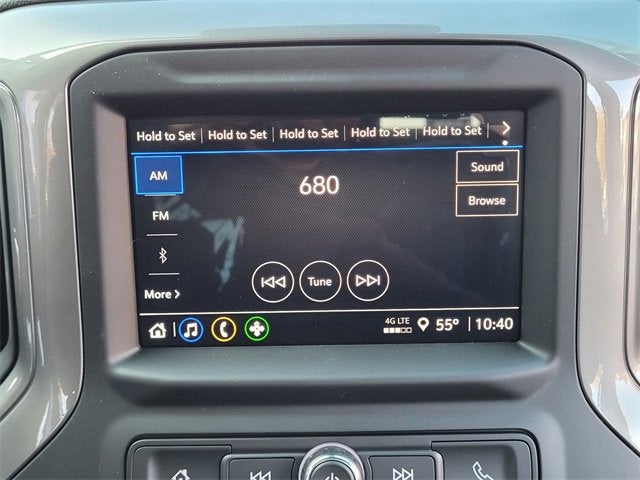 Hold to Set Hold to Set Hold to Set Hold to Set Hold to Set
AM
680
Sound
FM
Browse
Tune
More
4G LTE
55° 10:40